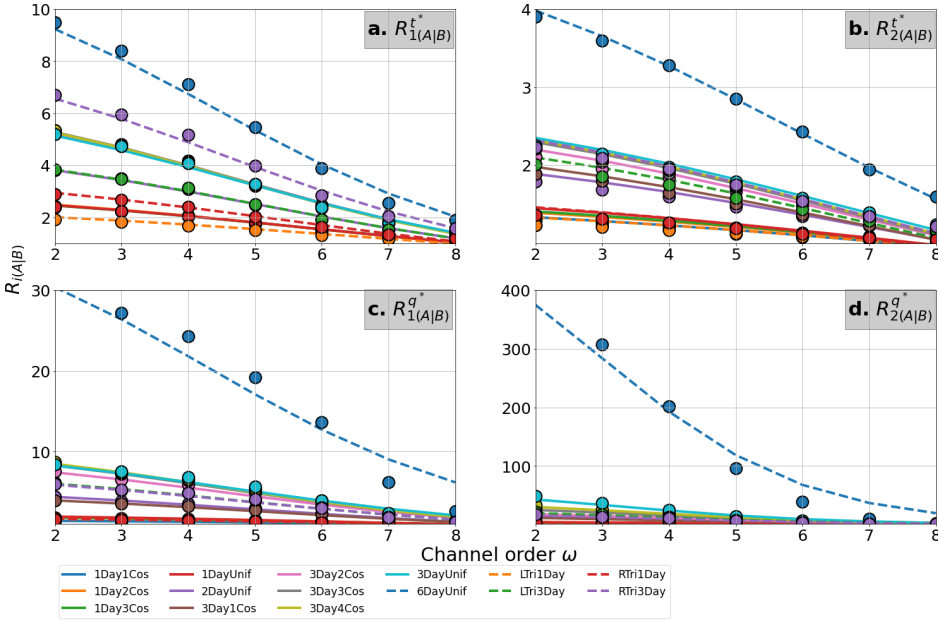 a. R^{t*}_{1(A|B)}
10
8
6
4
2
2 3 4 5 6 7 8
b. R^{t*}_{2(A|B)}
4
3
2
2 3 4 5 6 7 8
R_{i(A|B)}
c. R^{q*}_{1(A|B)}
30
20
10
2 3 4 5 6 7 8
d. R^{q*}_{2(A|B)}
400
300
200
100
2 3 4 5 6 7 8
Channel order ω
1Day1Cos 1DayUnif 3Day2Cos 3DayUnif LTri1Day RTri1Day
1Day2Cos 2DayUnif 3Day3Cos 6DayUnif LTri3Day RTri3Day
1Day3Cos 3Day1Cos 3Day4Cos